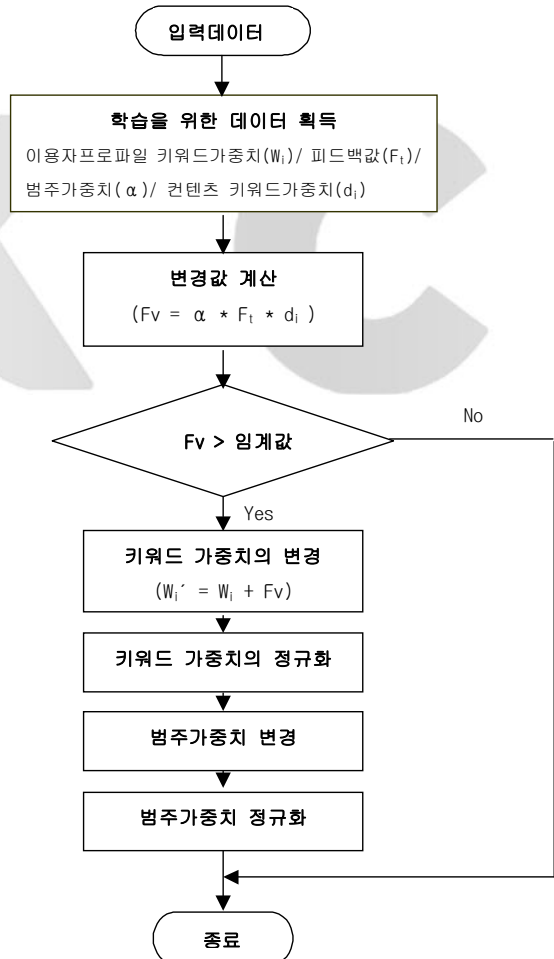 입력데이터
학습을 위한 데이터 획득
이용자프로파일 키워드가중치(Wi)/ 피드백값(Ft)/
범주가중치(α)/ 컨텐츠 키워드가중치(di)
변경값 계산
(Fv = α * Ft * di )
Fv > 임계값
No
Yes
키워드 가중치의 변경
(Wi´ = Wi + Fv)
키워드 가중치의 정규화
범주가중치 변경
범주가중치 정규화
종료